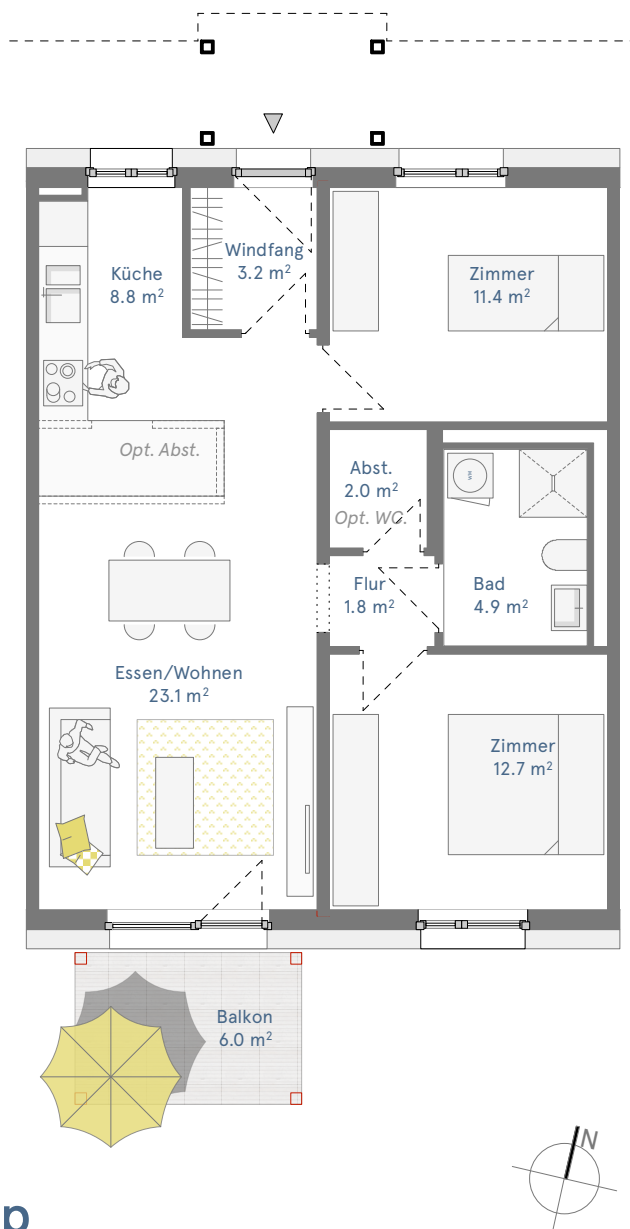 Windfang
3.2 m²
Küche
8.8 m²
Zimmer
11.4 m²
Opt. Abst.
Abst.
2.0 m²
Opt. WC.
WM
Flur
1.8 m²
Bad
4.9 m²
Essen/Wohnen
23.1 m²
Zimmer
12.7 m²
Balkon
6.0 m²
N
p